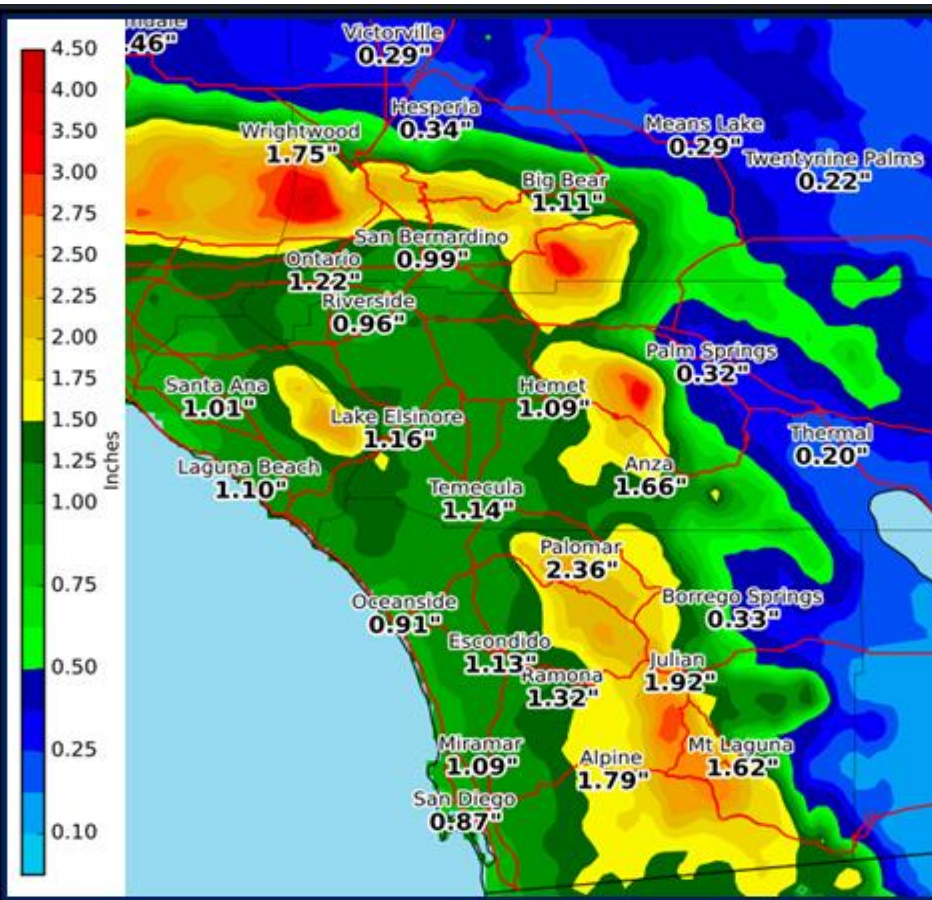 4.50
4.00
3.50
3.00
2.75
2.50
2.25
2.00
1.75
1.50
1.25
1.00
0.75
0.50
0.25
0.10
Inches
.46"
Victorville
0.29"
Hesperia
0.34"
Wrightwood
1.75"
Means Lake
0.29"
Twentynine Palms
0.22"
Big Bear
1.11"
San Bernardino
0.99"
Ontario
1.22"
Riverside
0.96"
Palm Springs
0.32"
Santa Ana
1.01"
Hemet
1.09"
Lake Elsinore
1.16"
Thermal
0.20"
Laguna Beach
1.10"
Anza
1.66"
Temecula
1.14"
Palomar
2.36"
Oceanside
0.91"
Borrego Springs
0.33"
Escondido
1.13"
Julian
1.92"
Ramona
1.32"
Miramar
1.09"
Mt Laguna
1.62"
Alpine
1.79"
San Diego
0.87"